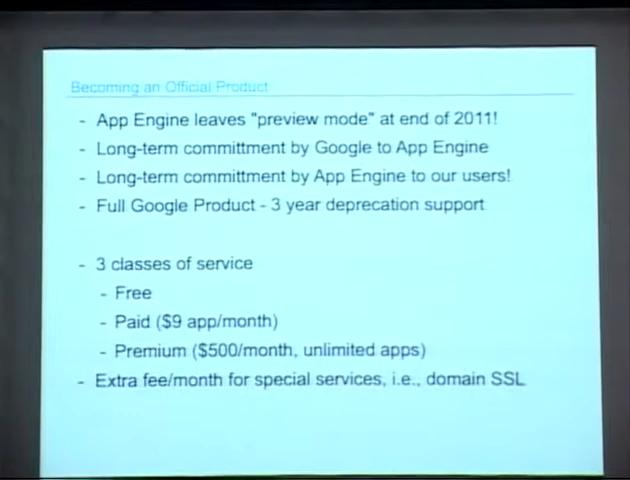 Becoming an Official Product
- App Engine leaves "preview mode" at end of 2011!
- Long-term committment by Google to App Engine
- Long-term committment by App Engine to our users!
- Full Google Product - 3 year deprecation support
- 3 classes of service
- Free
- Paid ($9 app/month)
- Premium ($500/month, unlimited apps)
- Extra fee/month for special services, i.e., domain SSL